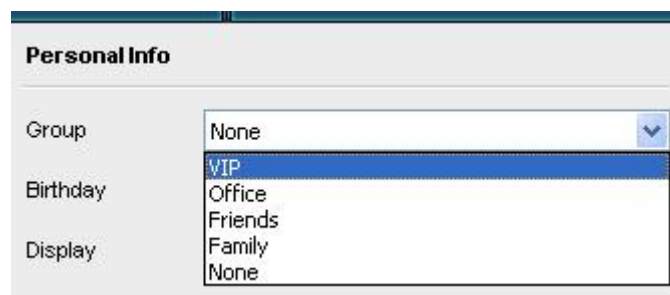 Personal Info
Group
None
VIP
Office
Birthday
Friends
Family
Display
None